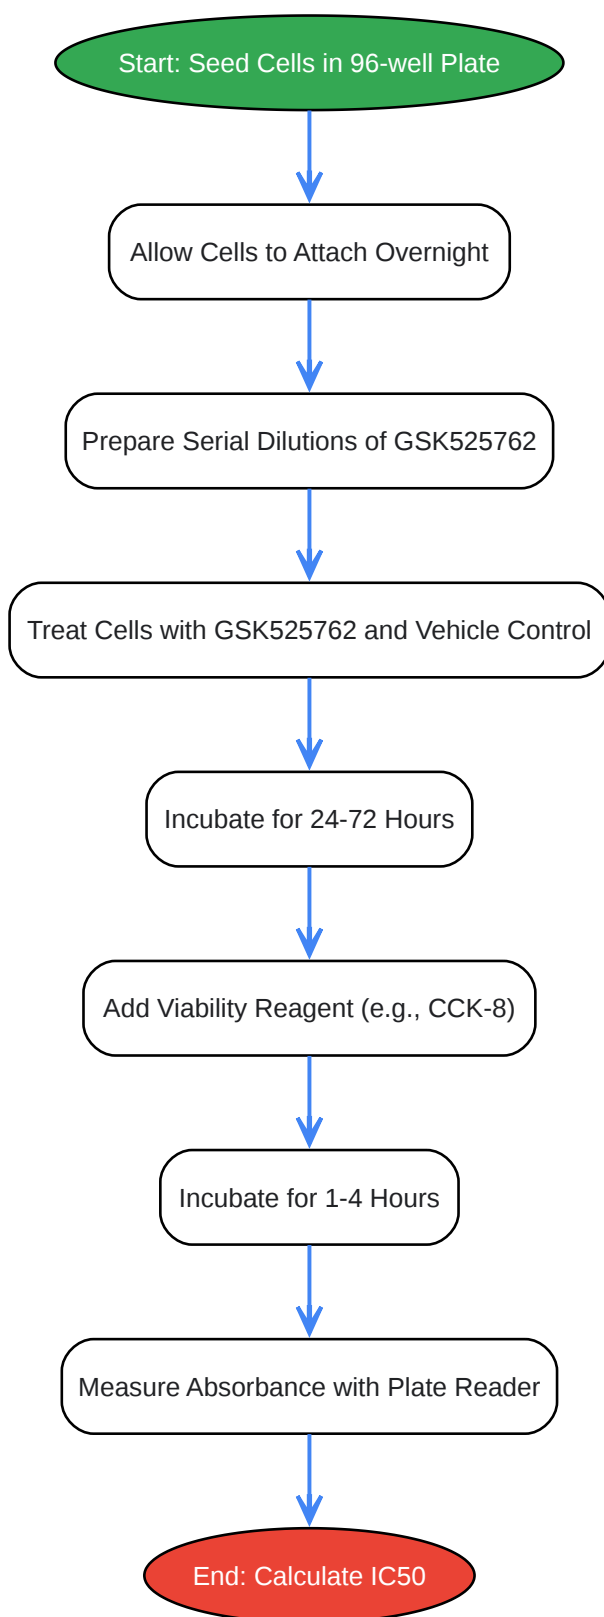 Start: Seed Cells in 96-well Plate
Allow Cells to Attach Overnight
Prepare Serial Dilutions of GSK525762
Treat Cells with GSK525762 and Vehicle Control
Incubate for 24-72 Hours
Add Viability Reagent (e.g., CCK-8)
Incubate for 1-4 Hours
Measure Absorbance with Plate Reader
End: Calculate IC50